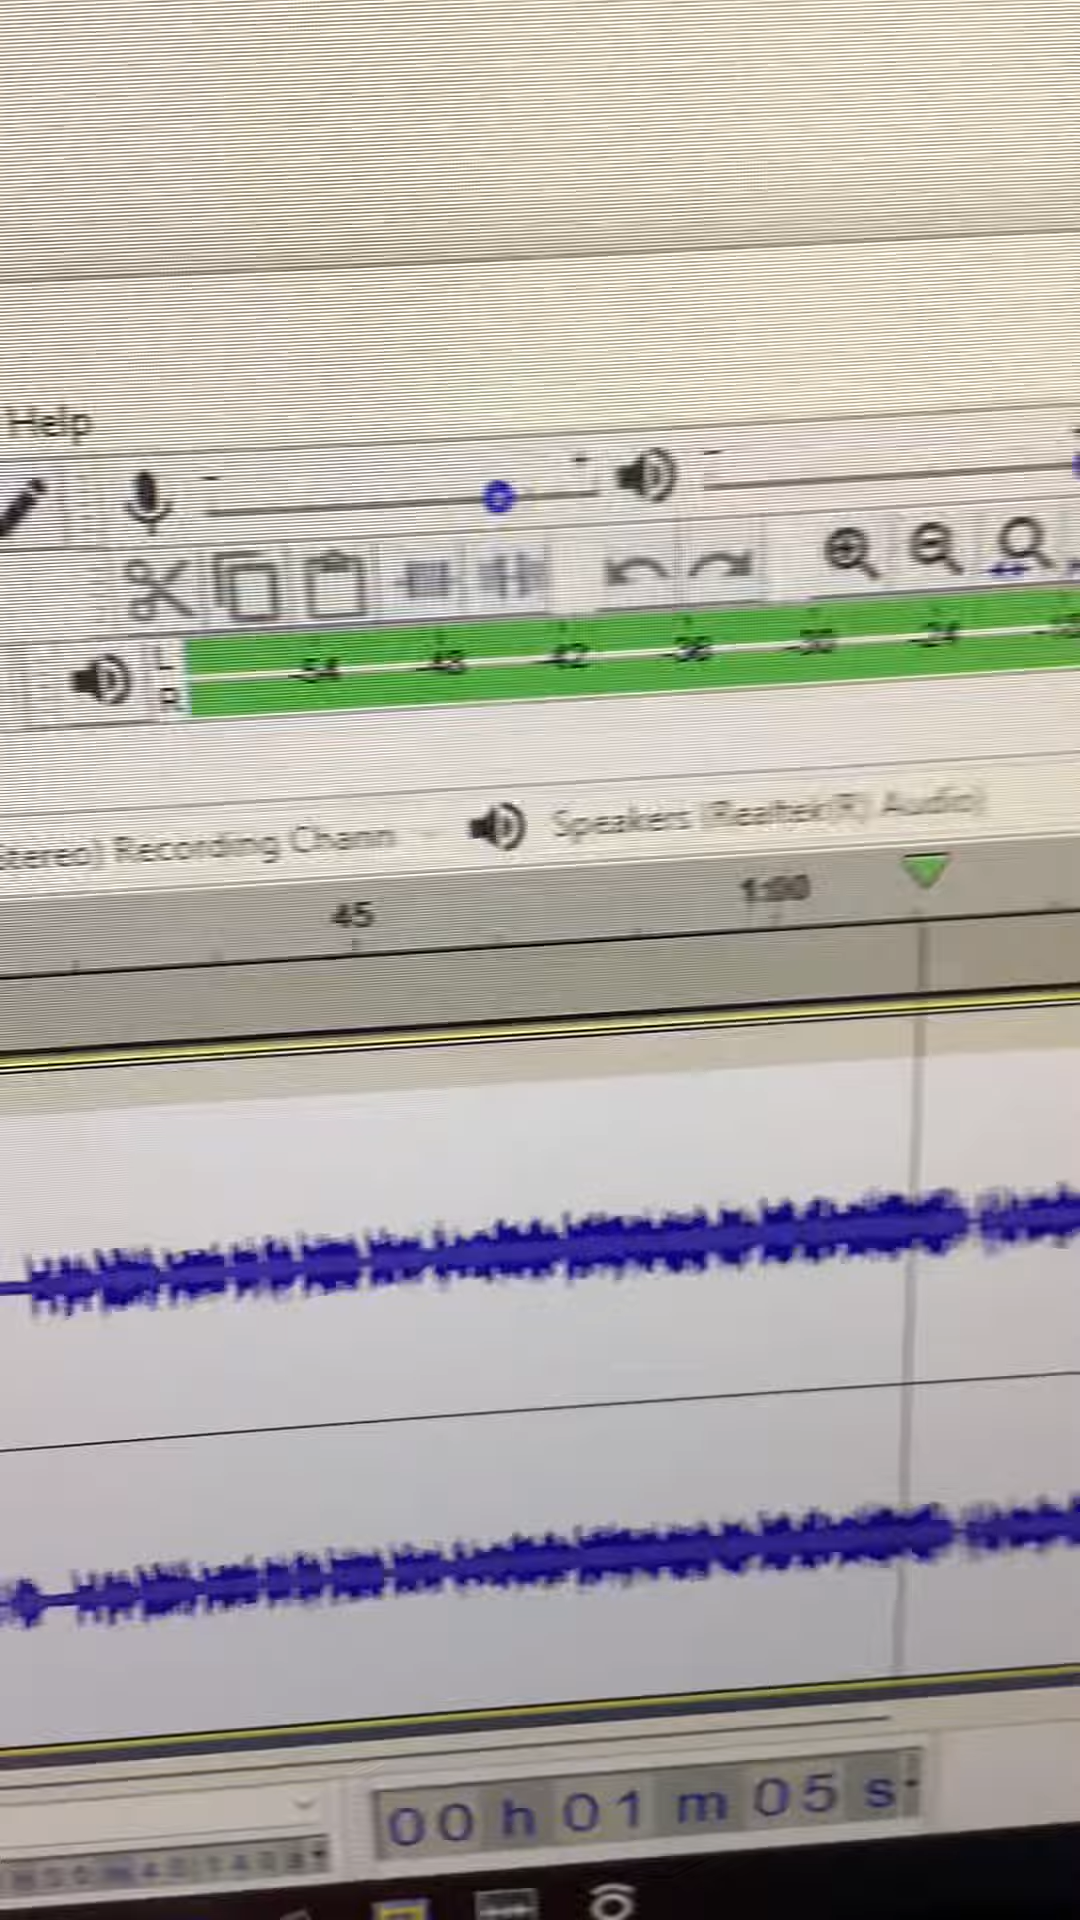 Help
L -54 -48 -42 -36 -30 -24
R
Stereo) Recording Chann Speakers (Realtek(R) Audio)
45 1:00
00 h 01 m 05 s